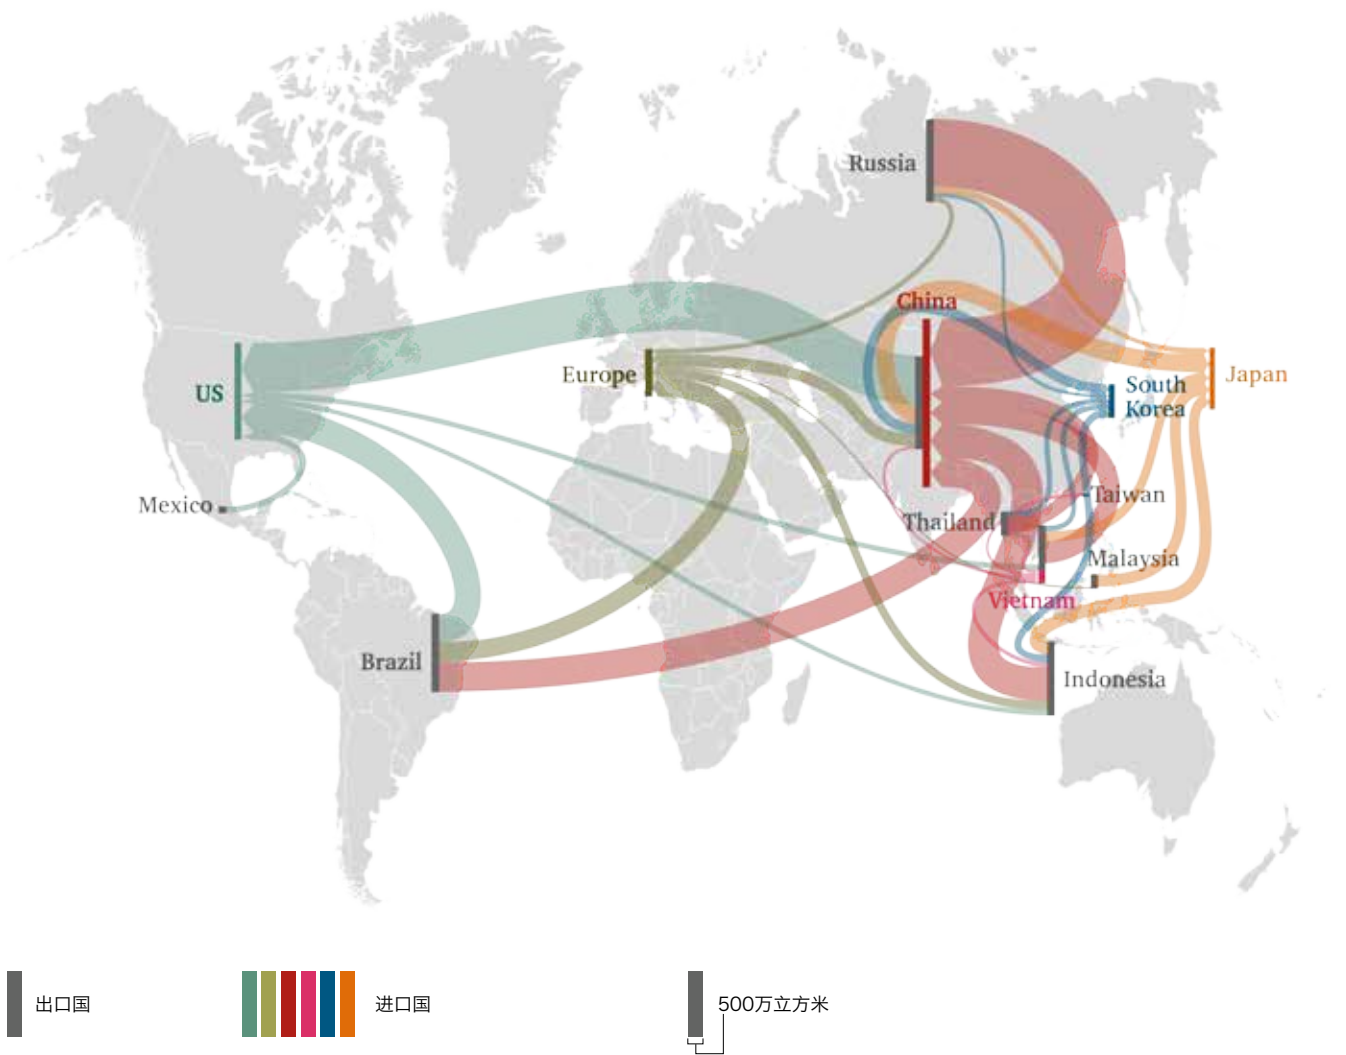 Russia
China
US
Europe
South
Korea
Japan
Mexico
Taiwan
Thailand
Malaysia
Vietnam
Brazil
Indonesia
出口国
进口国
500万立方米